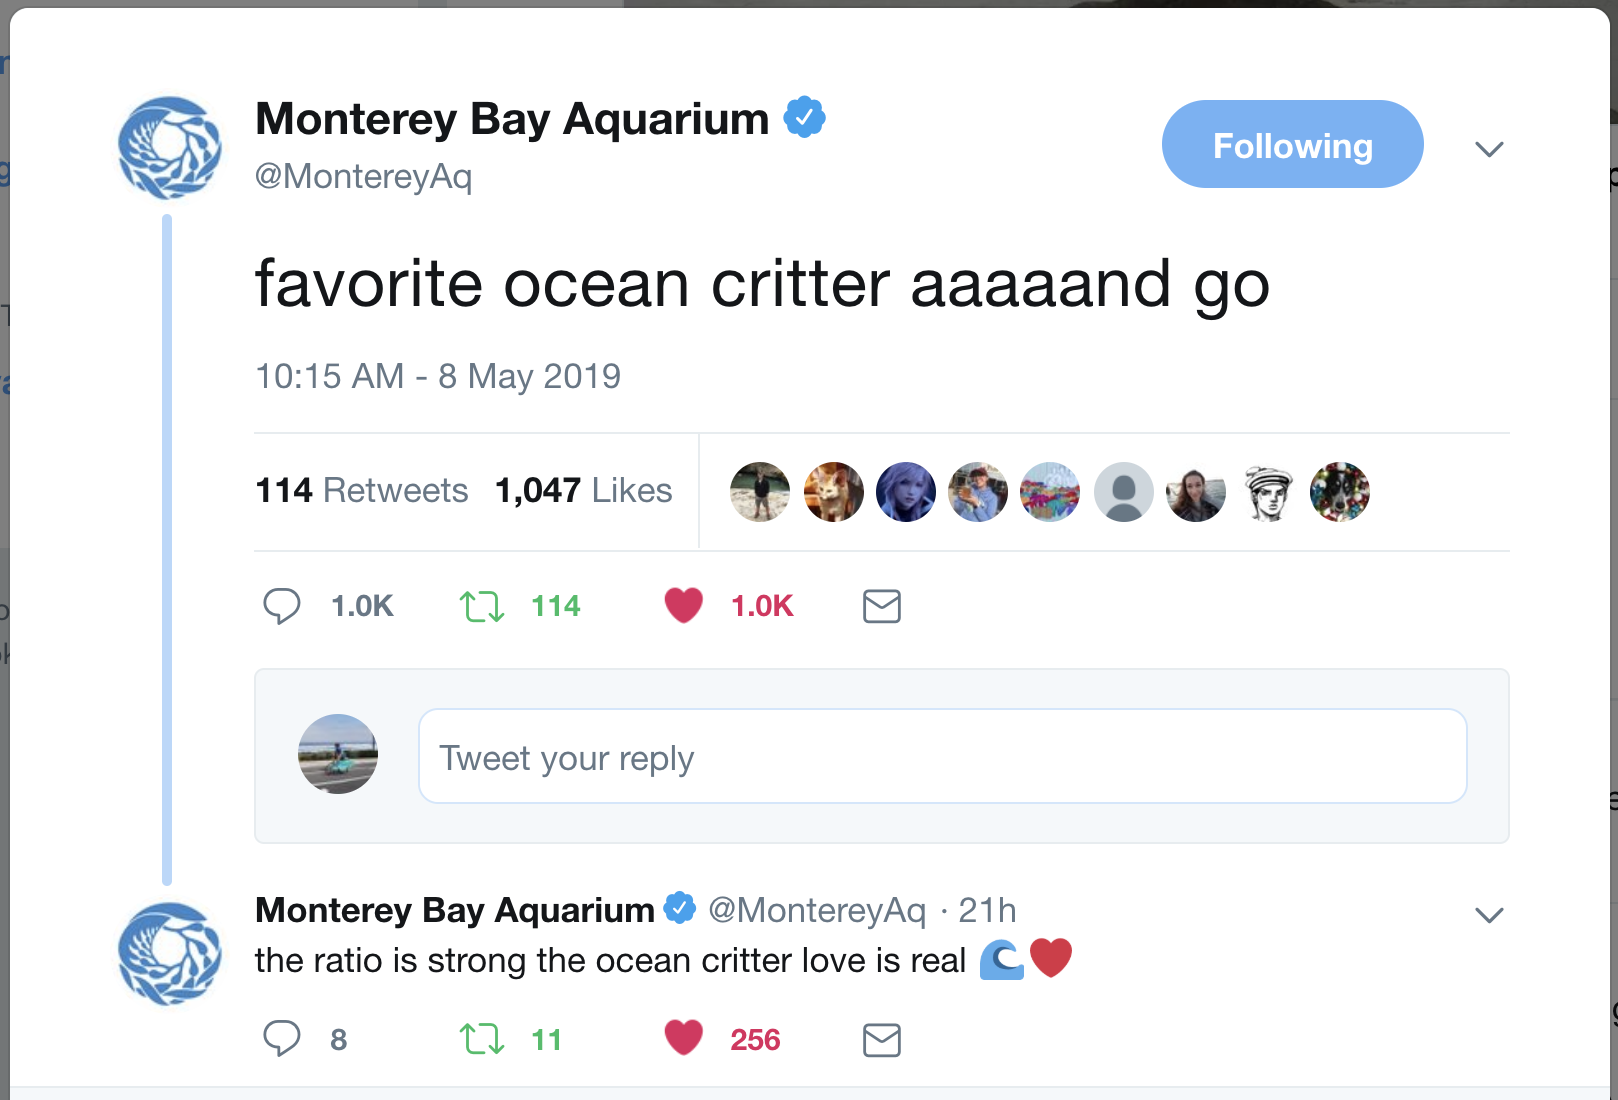 Monterey Bay Aquarium
@MontereyAq
Following
favorite ocean critter aaaaand go
10:15 AM - 8 May 2019
114 Retweets 1,047 Likes
1.0K 114 1.0K
Tweet your reply
Monterey Bay Aquarium @MontereyAq · 21h
the ratio is strong the ocean critter love is real 🌊❤️
8 11 256